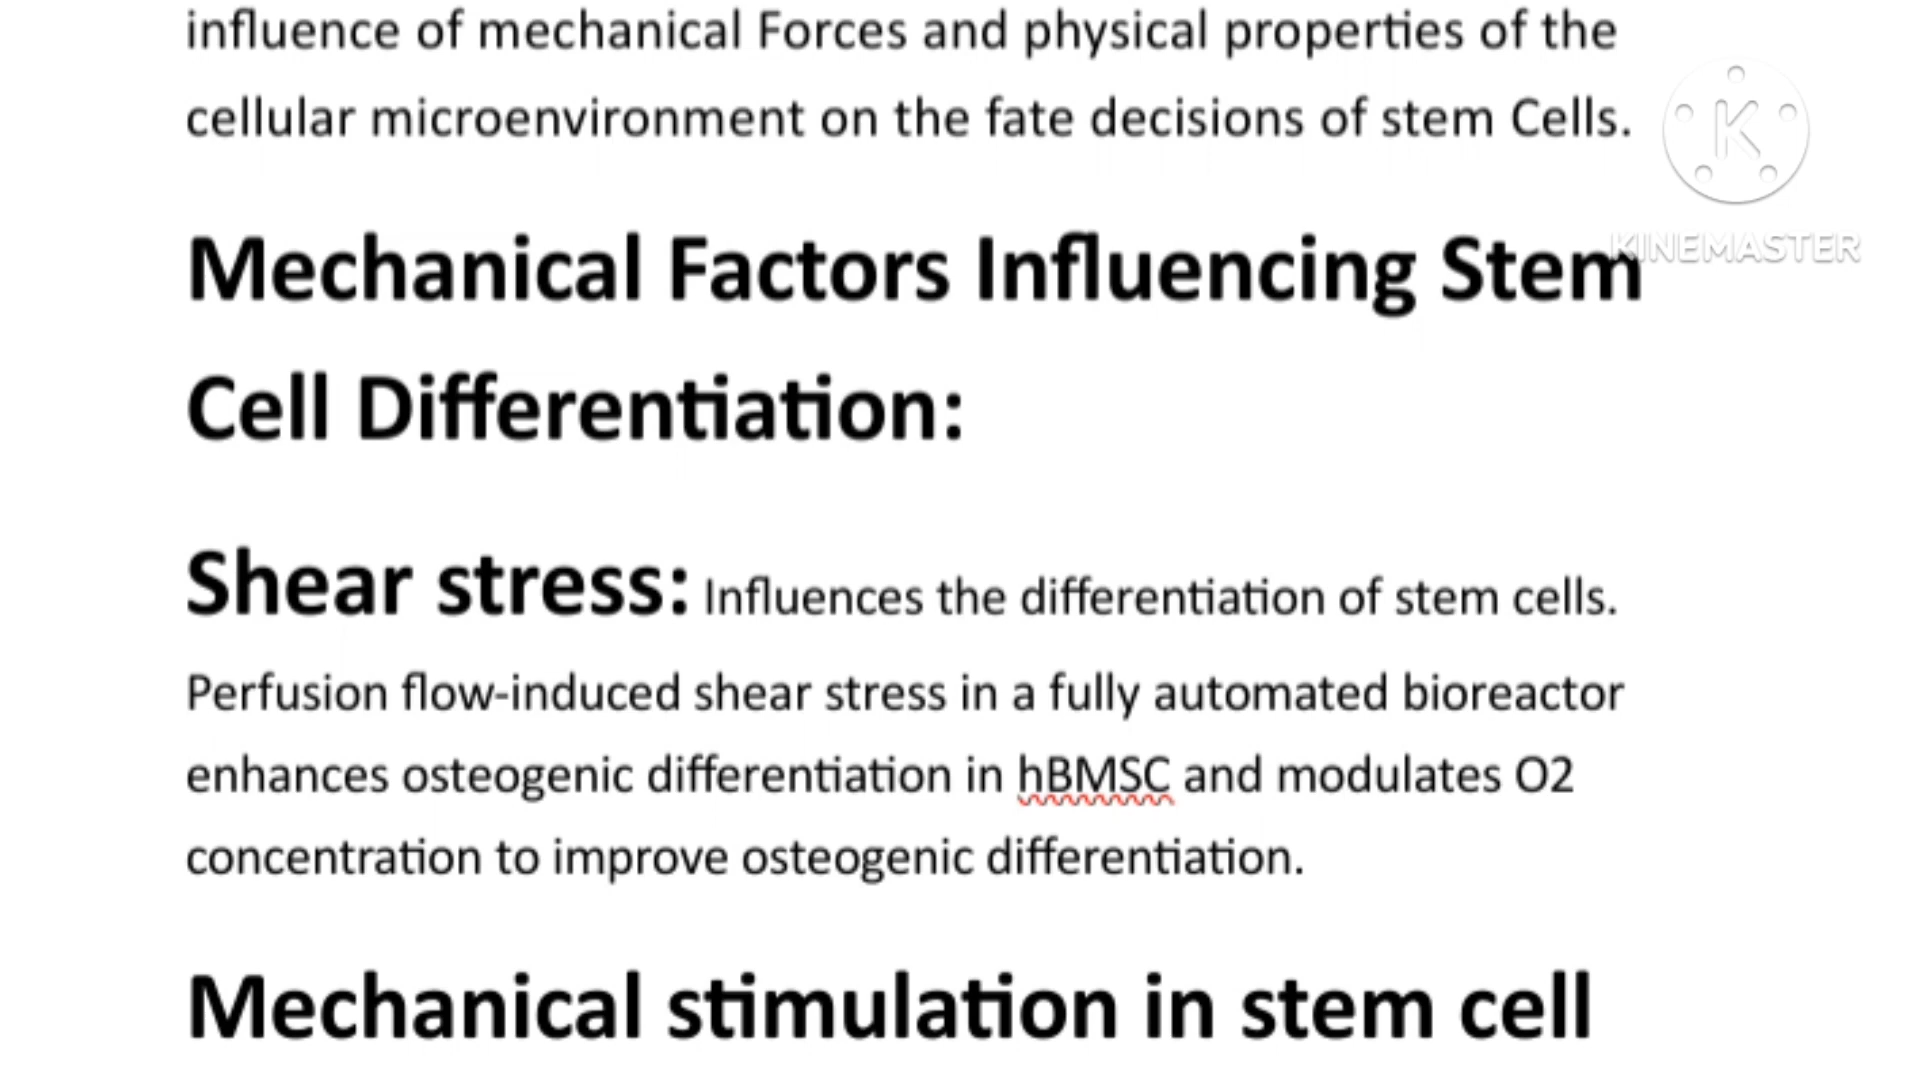 influence of mechanical Forces and physical properties of the
cellular microenvironment on the fate decisions of stem Cells.
K
KINEMASTER
Mechanical Factors Influencing Stem
Cell Differentiation:
Shear stress: Influences the differentiation of stem cells.
Perfusion flow-induced shear stress in a fully automated bioreactor
enhances osteogenic differentiation in hBMSC and modulates O2
concentration to improve osteogenic differentiation.
Mechanical stimulation in stem cell